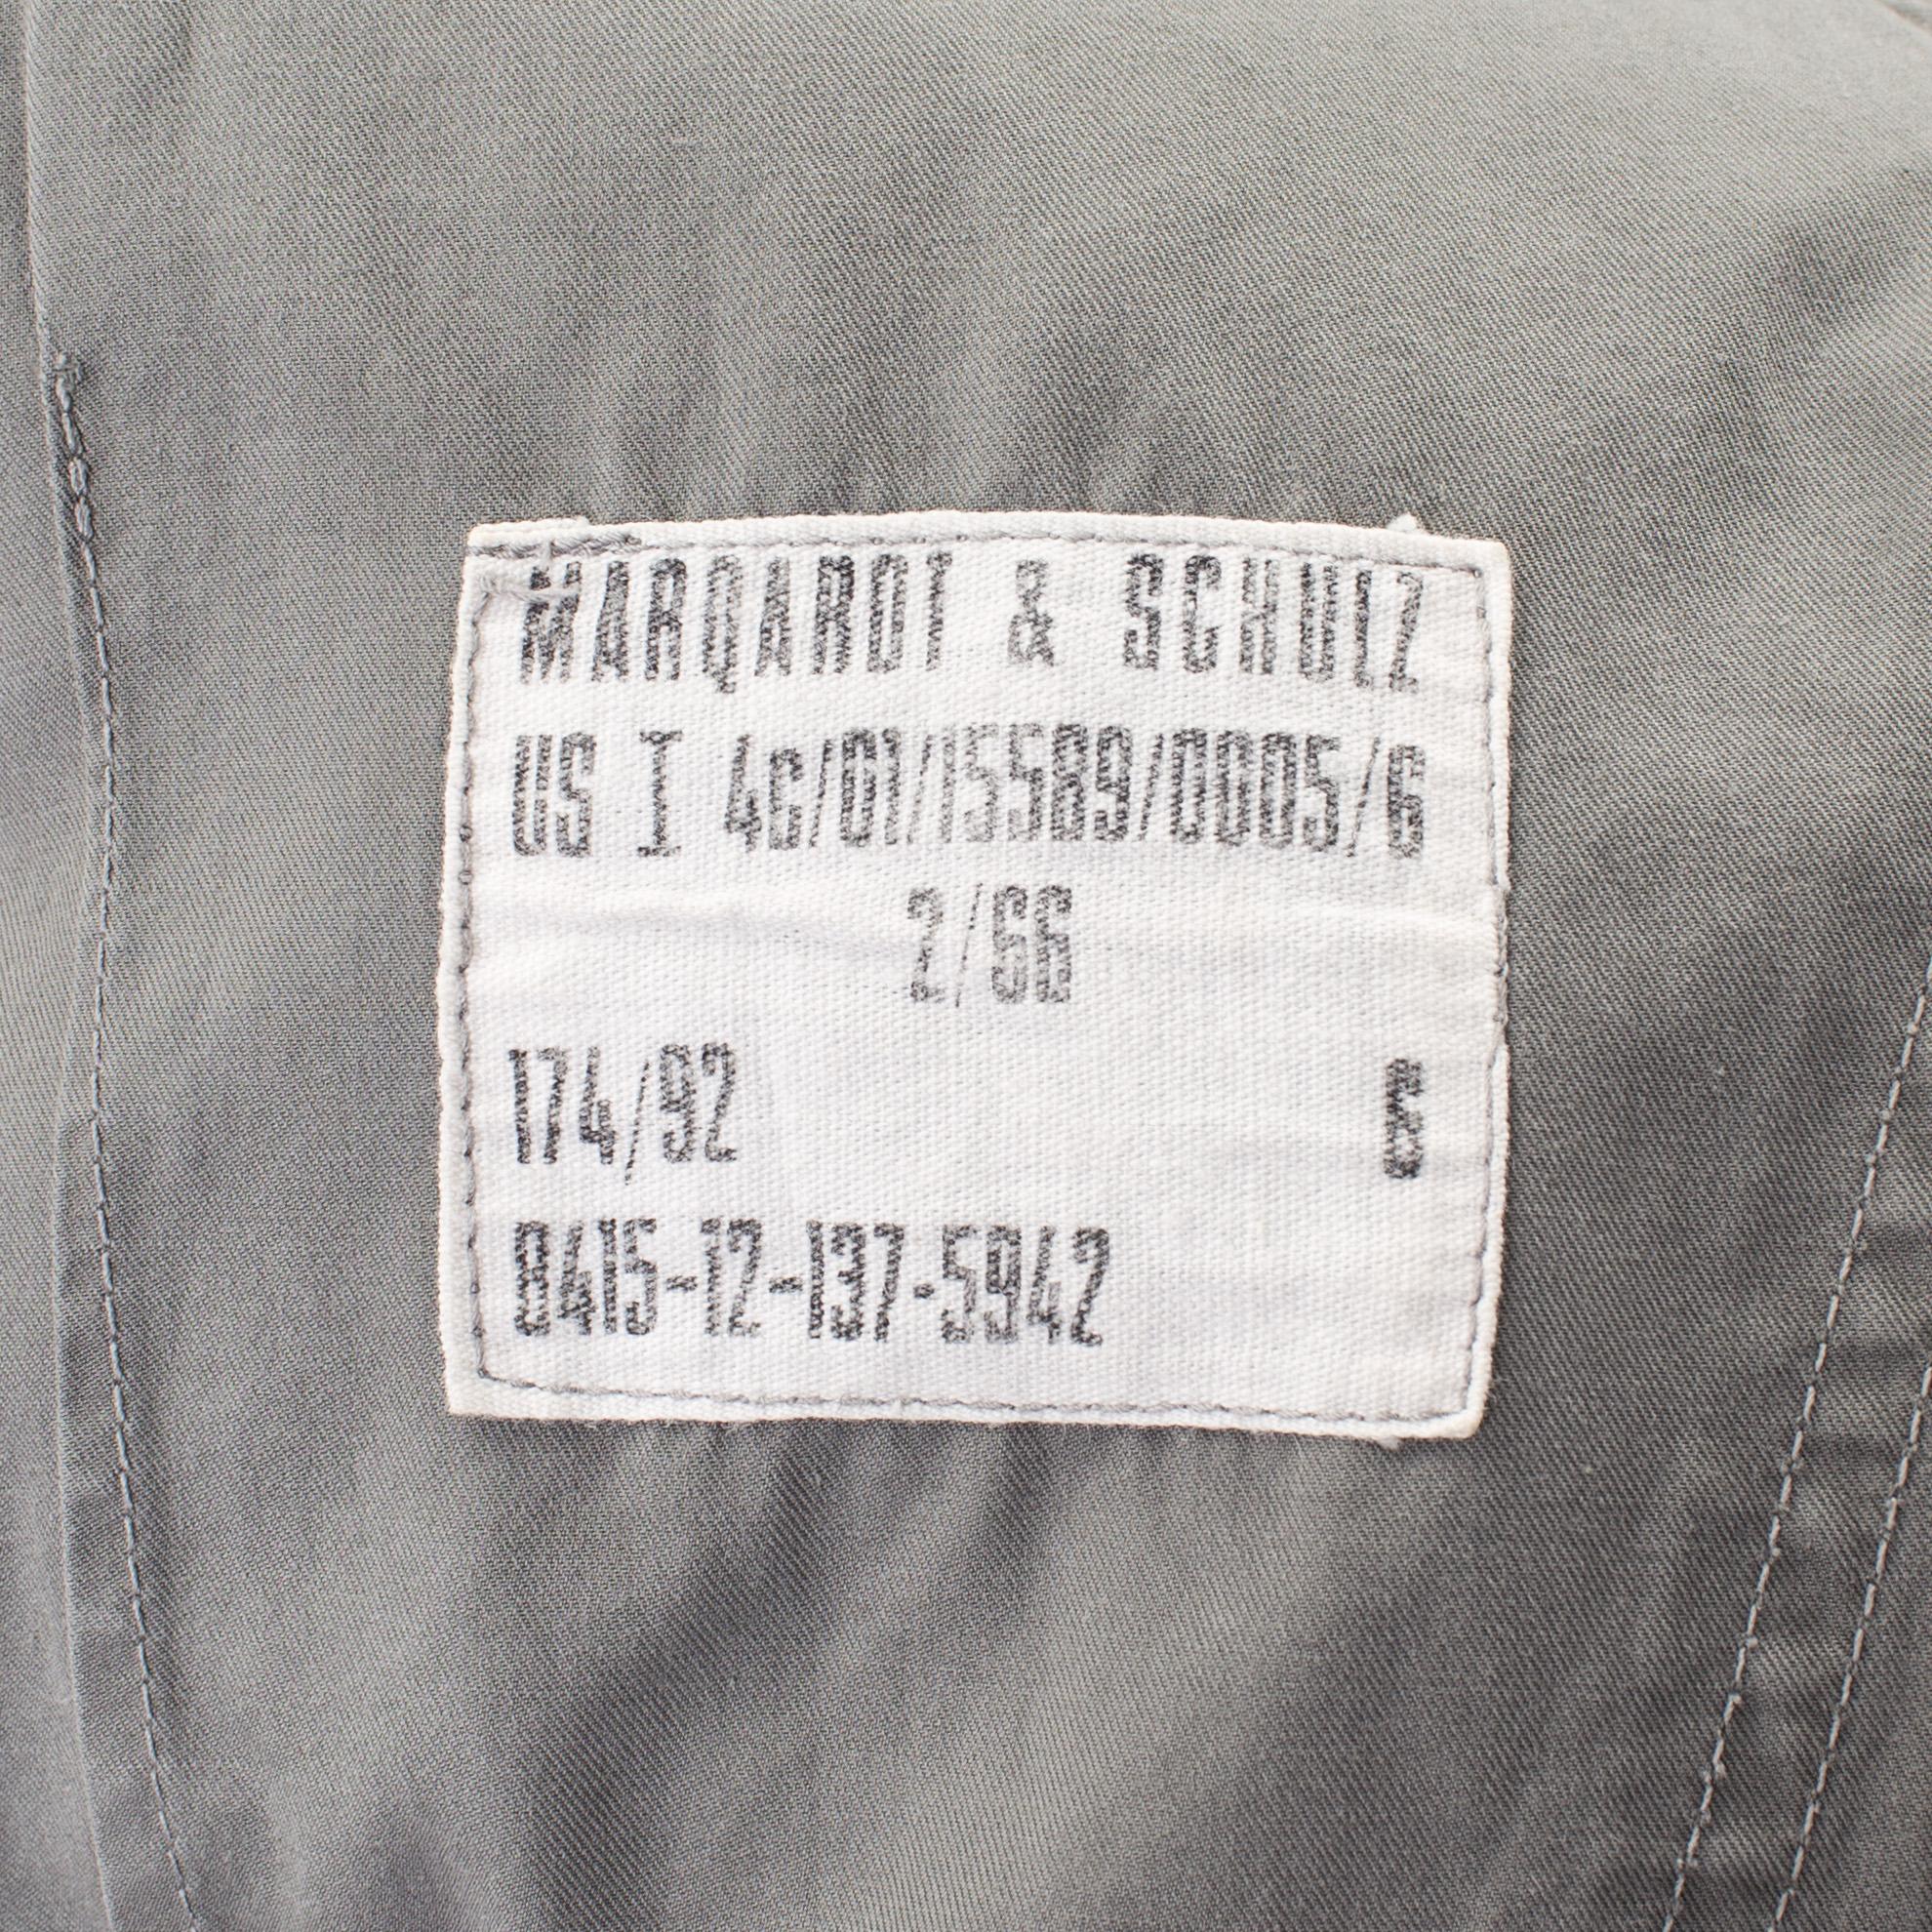 MARQARDT & SCHULZ
US I 4C/01/15589/0005/6
2/66
174/92 6
8415-12-137-5942